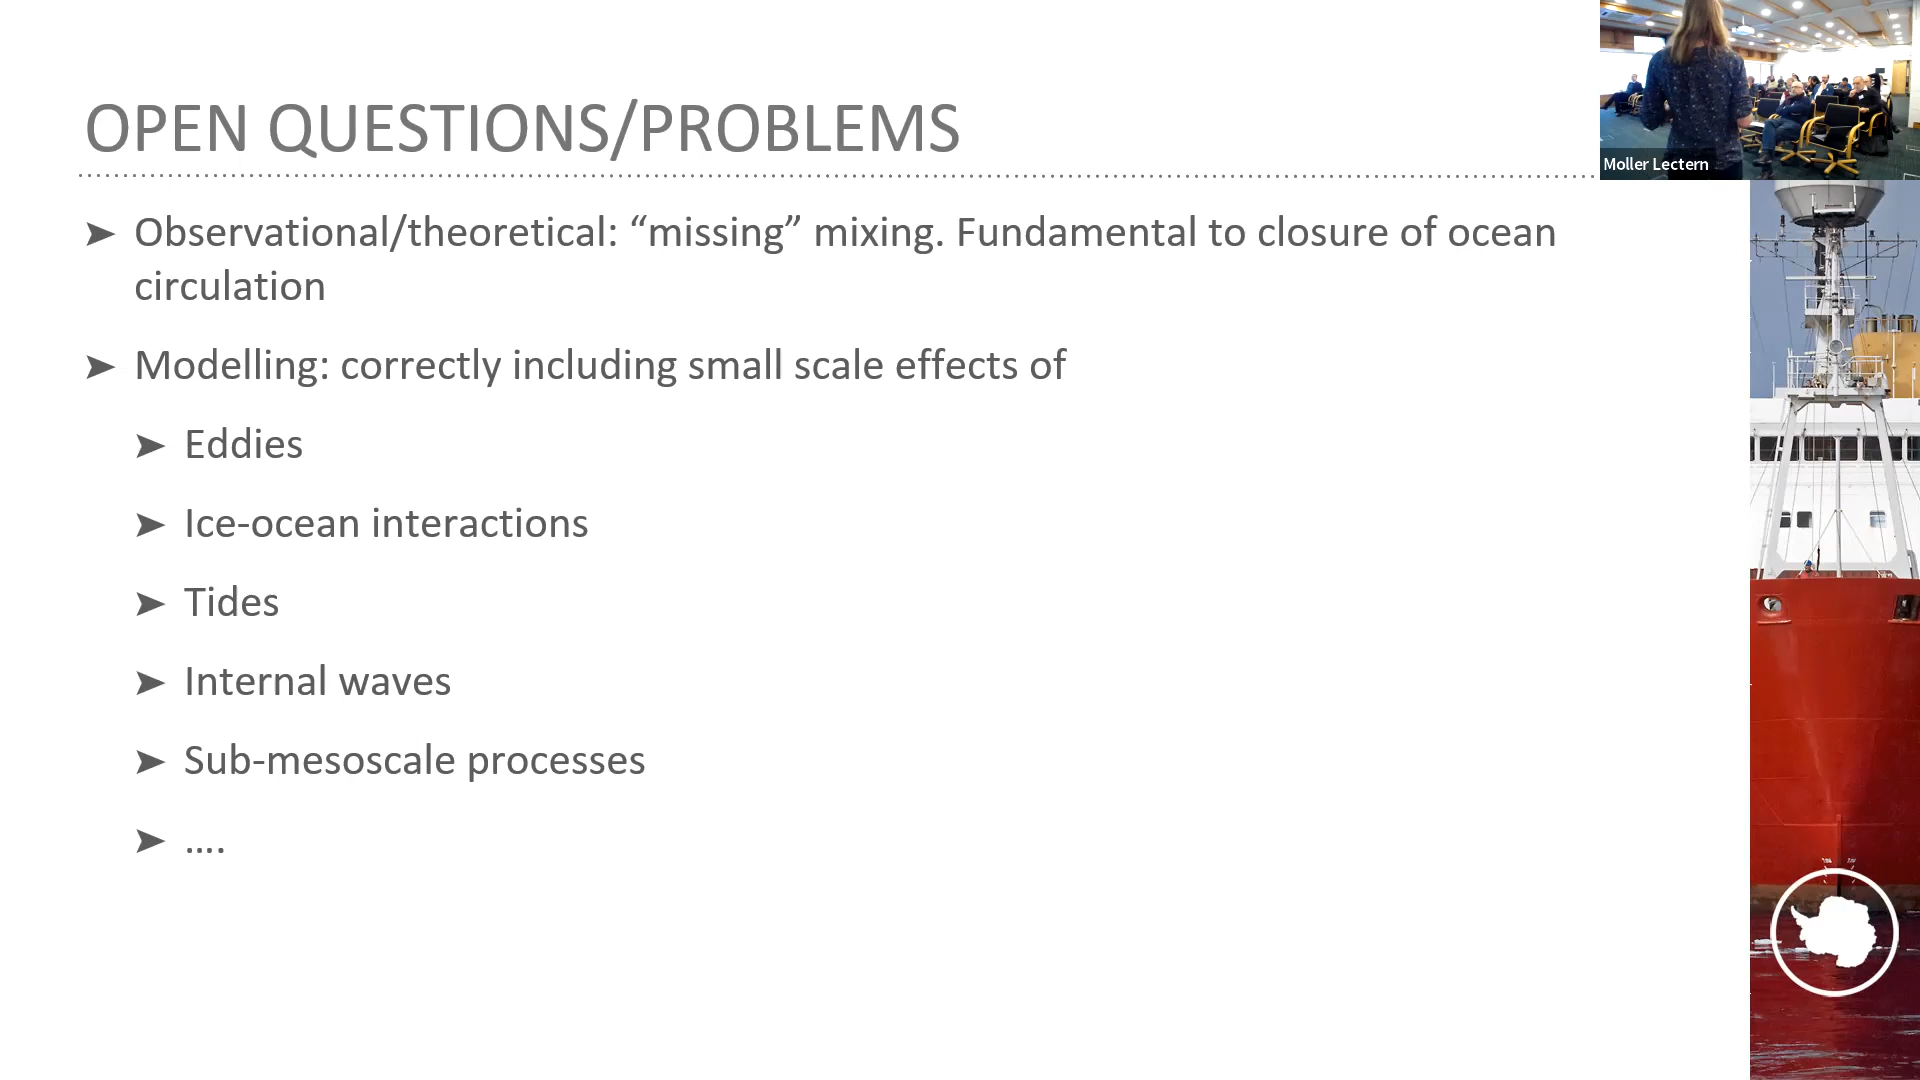 OPEN QUESTIONS/PROBLEMS
Moller Lectern
➤ Observational/theoretical: “missing” mixing. Fundamental to closure of ocean
circulation
➤ Modelling: correctly including small scale effects of
➤ Eddies
➤ Ice-ocean interactions
➤ Tides
➤ Internal waves
➤ Sub-mesoscale processes
➤ ....